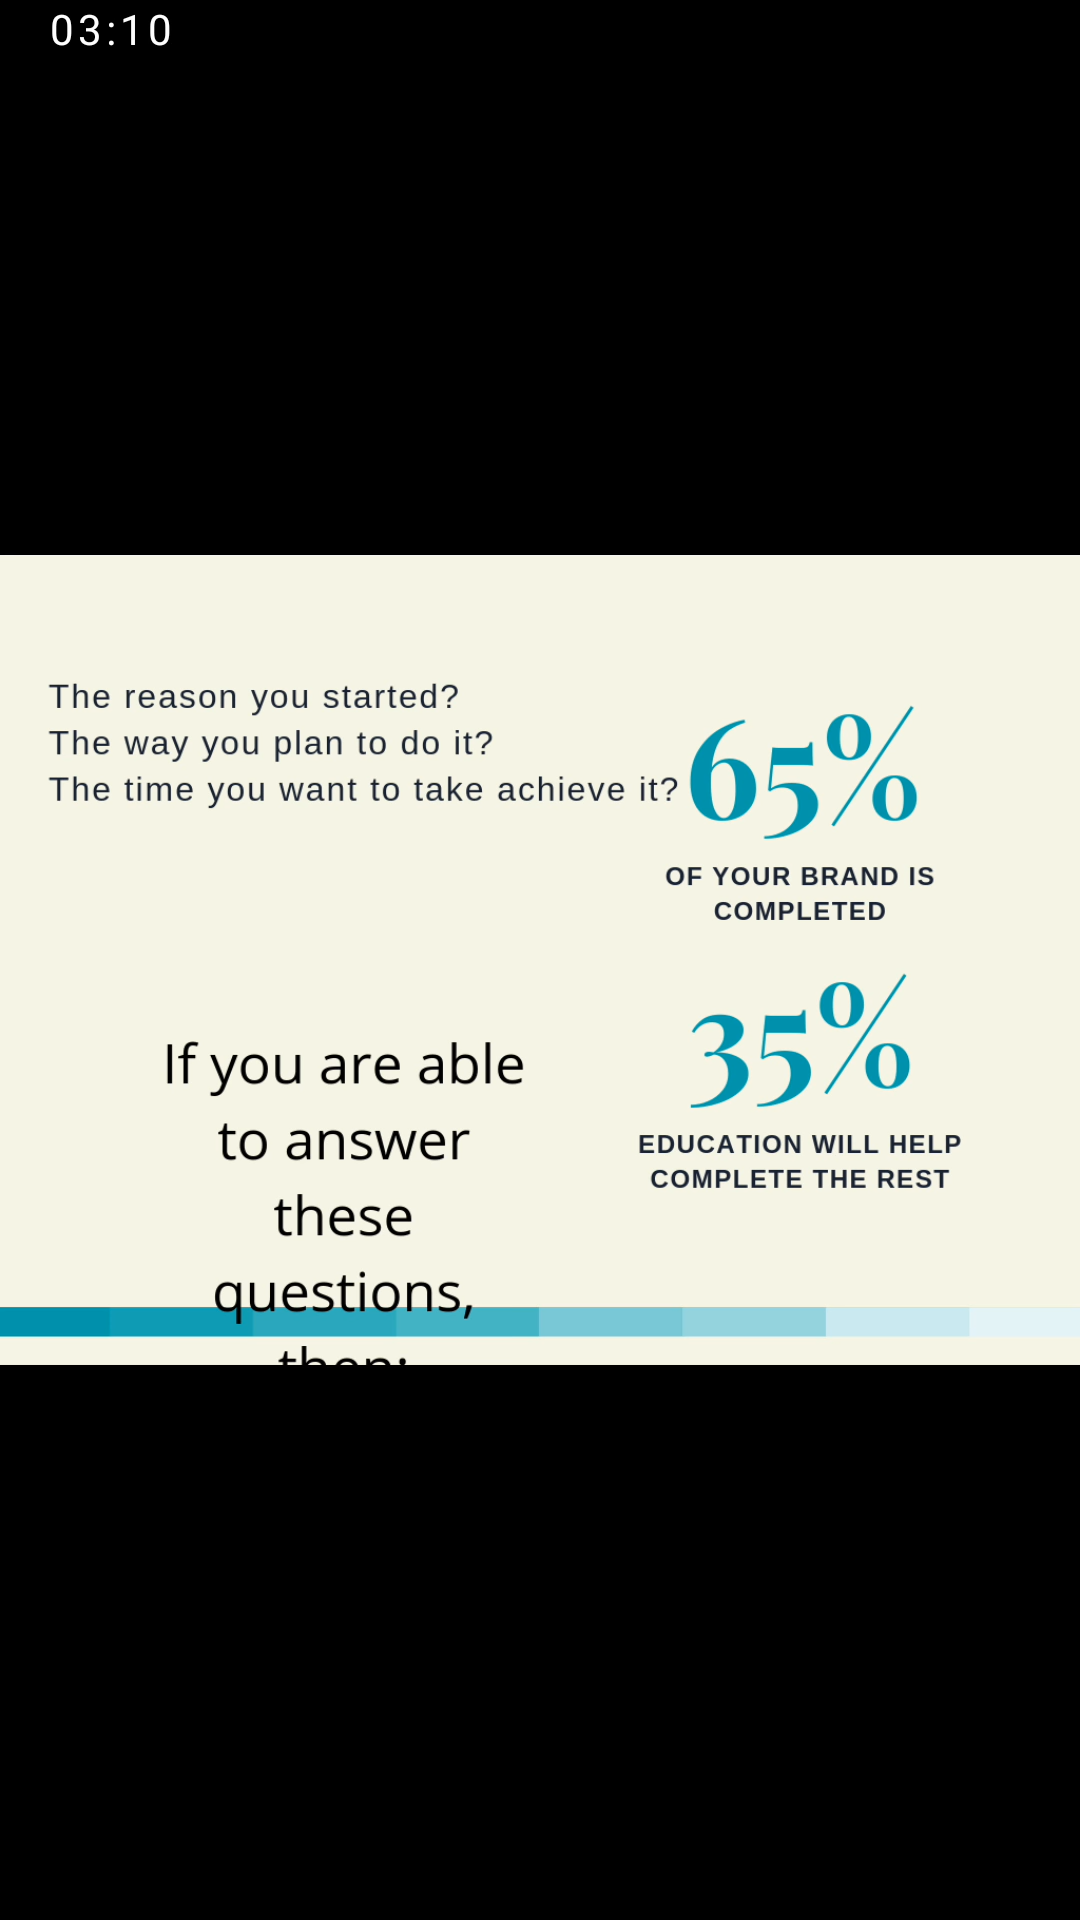 03:10
The reason you started?
The way you plan to do it?
The time you want to take achieve it?
65%
OF YOUR BRAND IS
COMPLETED
35%
EDUCATION WILL HELP
COMPLETE THE REST
If you are able
to answer
these
questions,
then: